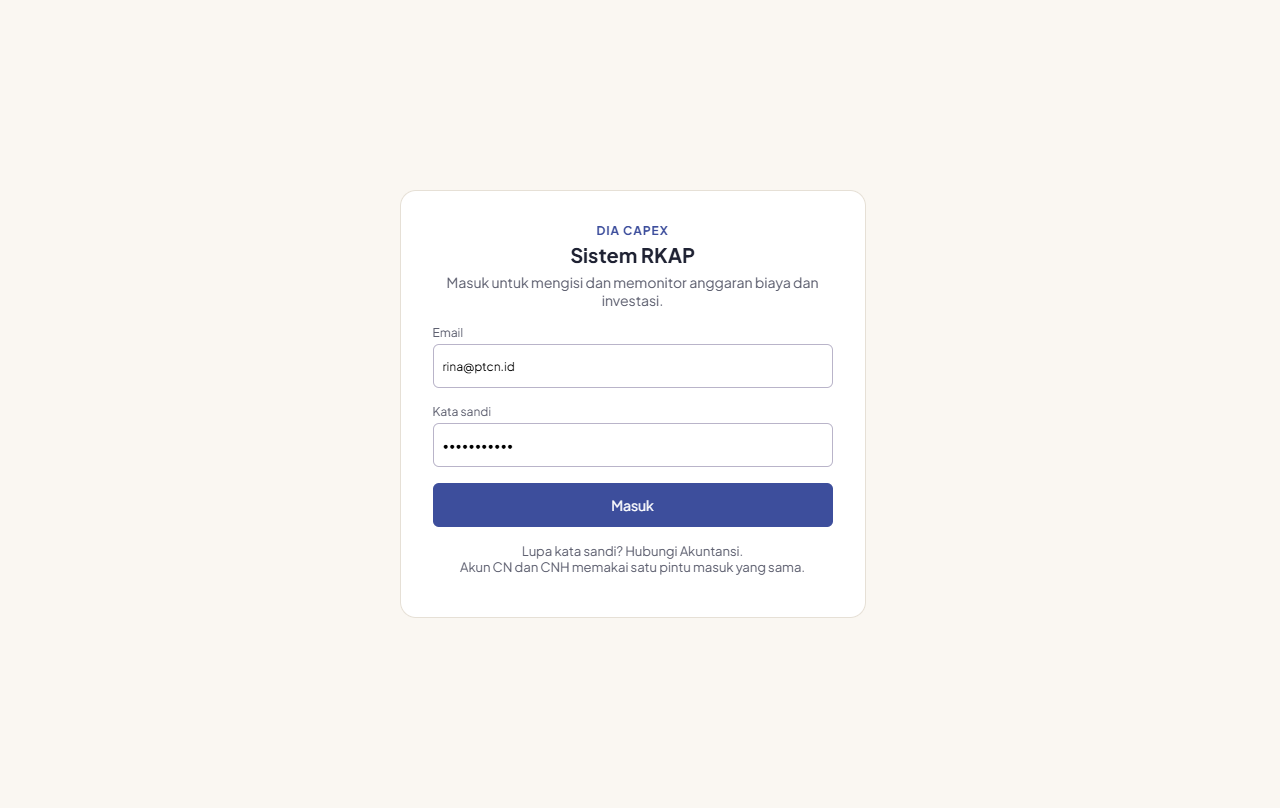 DIA CAPEX
Sistem RKAP
Masuk untuk mengisi dan memonitor anggaran biaya dan
investasi.
Email
rina@ptcn.id
Kata sandi
•••••••••••
Masuk
Lupa kata sandi? Hubungi Akuntansi.
Akun CN dan CNH memakai satu pintu masuk yang sama.